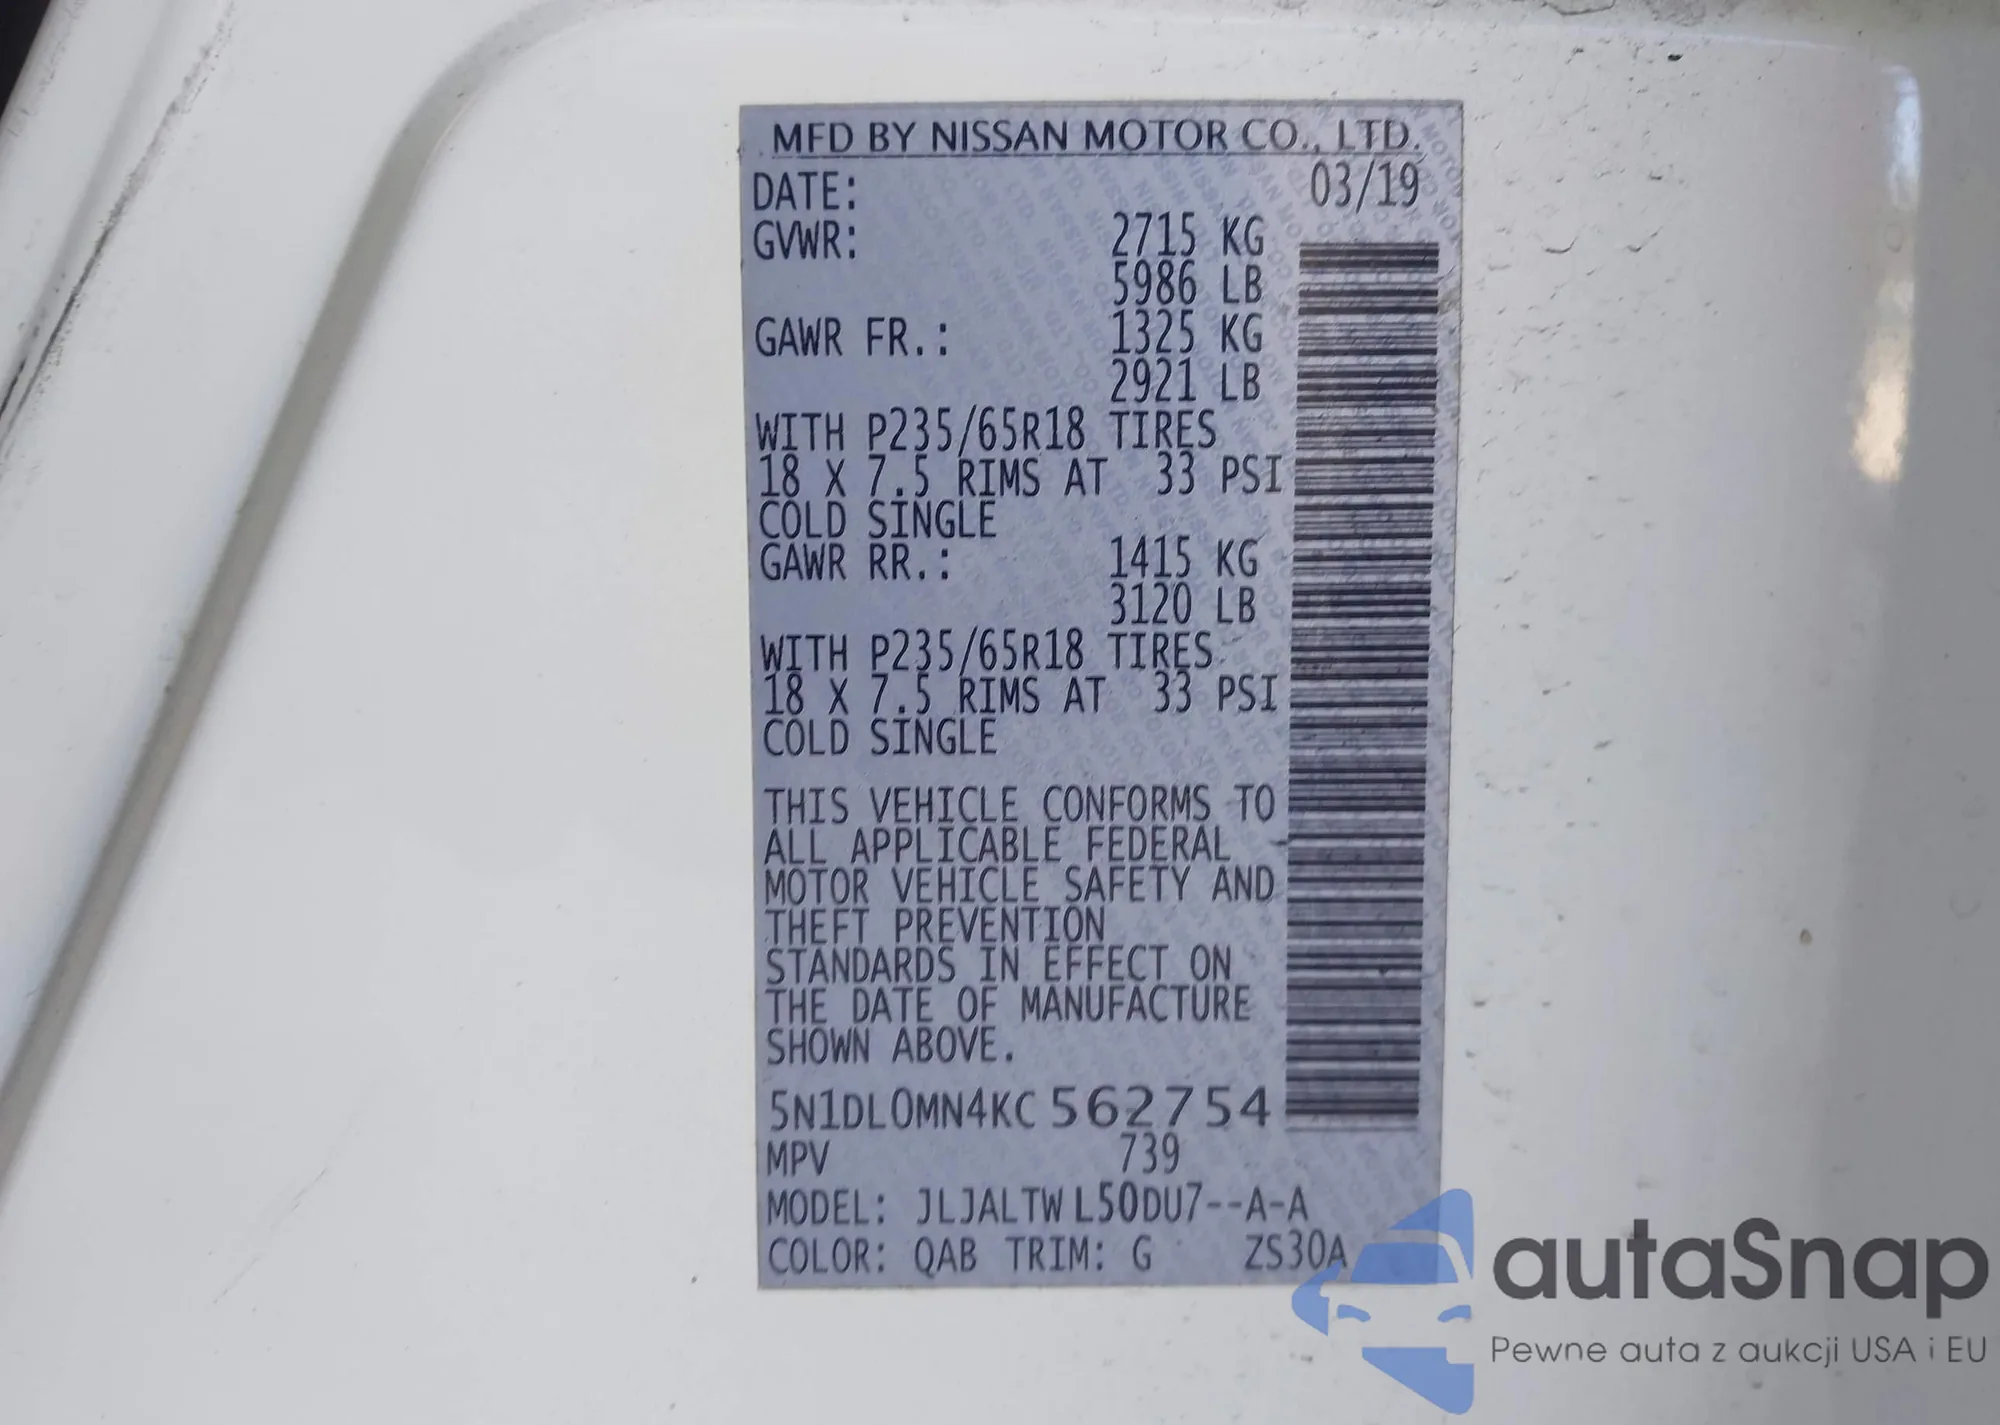 MFD BY NISSAN MOTOR CO., LTD.
DATE: 03/19
GVWR: 2715 KG
5986 LB
GAWR FR.: 1325 KG
2921 LB
WITH P235/65R18 TIRES
18 X 7.5 RIMS AT 33 PSI
COLD SINGLE
GAWR RR.: 1415 KG
3120 LB
WITH P235/65R18 TIRES
18 X 7.5 RIMS AT 33 PSI
COLD SINGLE
THIS VEHICLE CONFORMS TO
ALL APPLICABLE FEDERAL
MOTOR VEHICLE SAFETY AND
THEFT PREVENTION
STANDARDS IN EFFECT ON
THE DATE OF MANUFACTURE
SHOWN ABOVE.
5N1DL0MN4KC562754
MPV 739
MODEL: JLJALTWL50DU7--A-A
COLOR: QAB TRIM: G ZS30A
autaSnap
Pewne auta z aukcji USA i EU